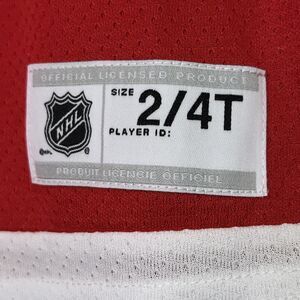 OFFICIAL LICENSED PRODUCT
NHL
SIZE 2/4T
PLAYER ID:
PRODUIT LICENCIÉ OFFICIEL